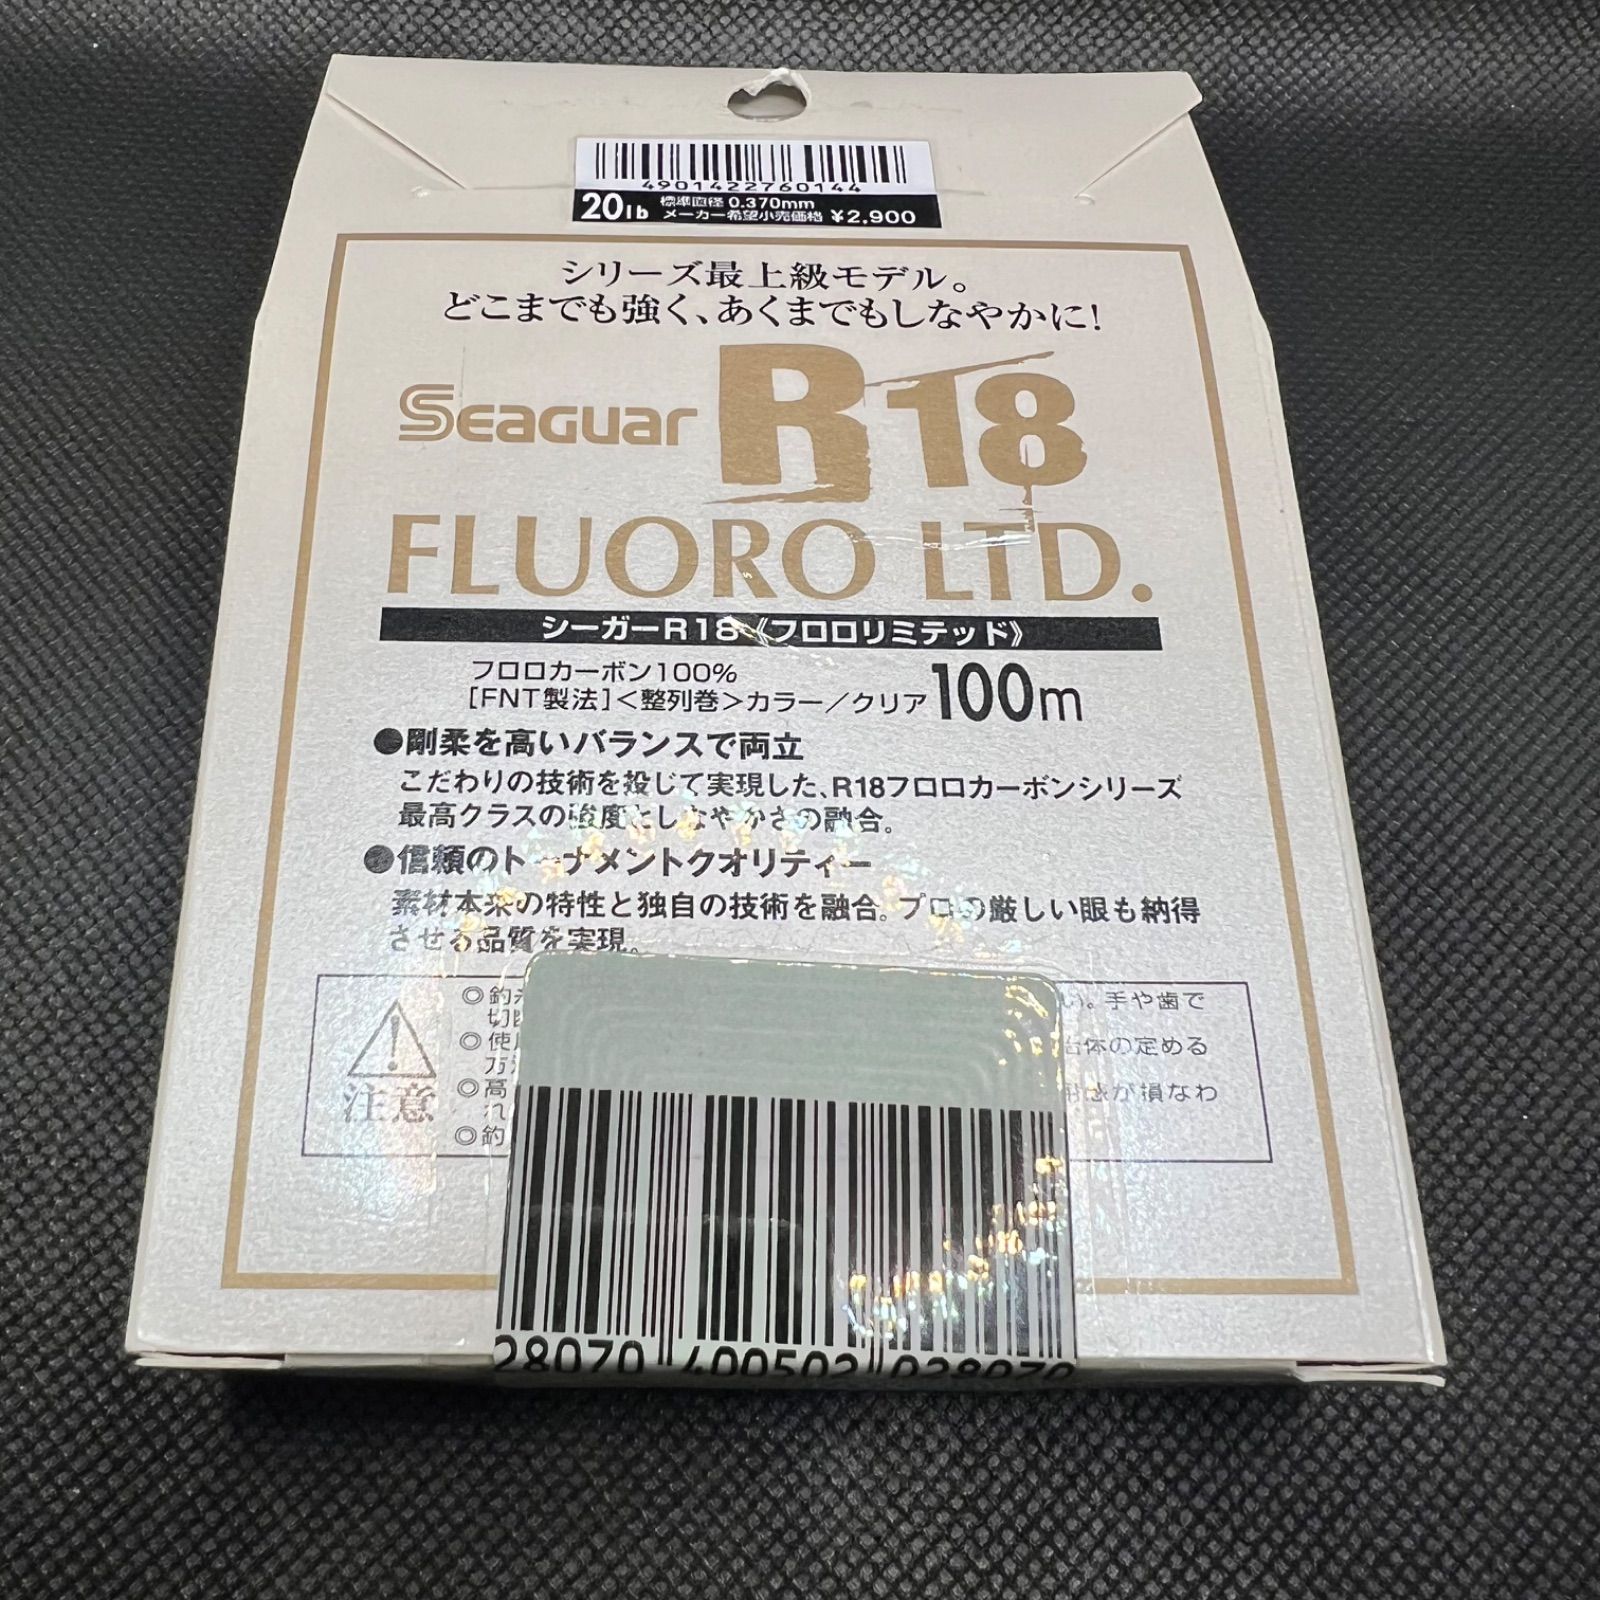 4901422760144
20lb 標準直径 0.370mm
メーカー希望小売価格 ¥2,900
シリーズ最上級モデル。
どこまでも強く、あくまでもしなやかに!
Seaguar R18
FLUORO LTD.
シーガーR18《フロロリミテッド》
フロロカーボン100%
[FNT製法]<整列巻>カラー/クリア 100m
●剛柔を高いバランスで両立
こだわりの技術を投じて実現した、R18フロロカーボンシリーズ
最高クラスの強度としなやかさの融合。
●信頼のトーナメントクオリティー
素材本来の特性と独自の技術を融合。プロの厳しい眼も納得
させる品質を実現。
注意
◎釣 手や歯で
切
◎使 治体の定める
万
◎高 が損なわ
れ
◎釣
28070 400502 028070